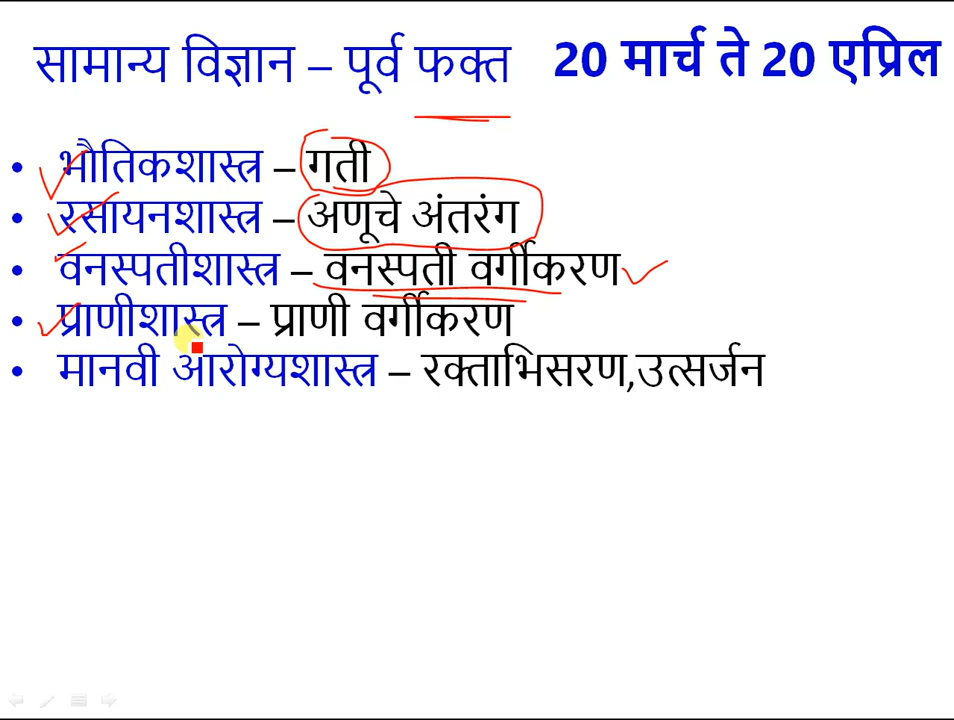 सामान्य विज्ञान – पूर्व फक्त 20 मार्च ते 20 एप्रिल
• भौतिकशास्त्र – गती
• रसायनशास्त्र – अणूचे अंतरंग
• वनस्पतीशास्त्र – वनस्पती वर्गीकरण
• प्राणीशास्त्र – प्राणी वर्गीकरण
• मानवी आरोग्यशास्त्र – रक्ताभिसरण,उत्सर्जन